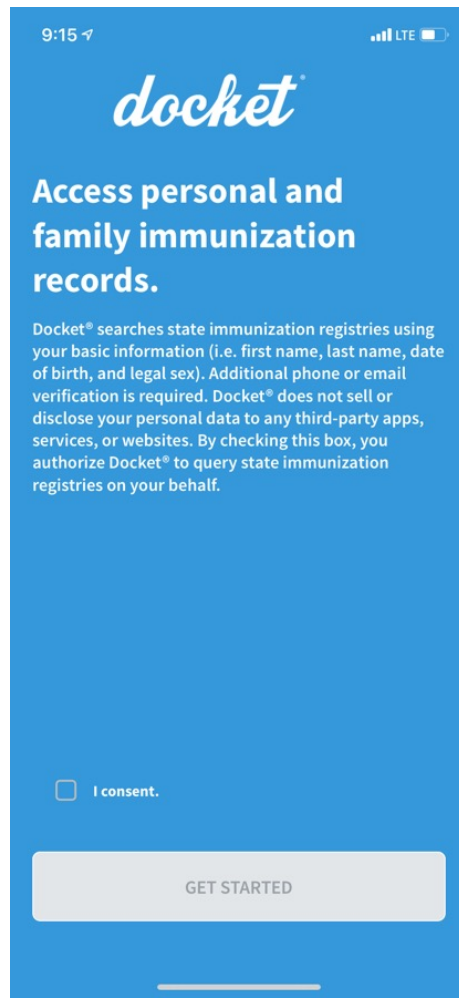 9:15
LTE
docket®
Access personal and
family immunization
records.
Docket® searches state immunization registries using
your basic information (i.e. first name, last name, date
of birth, and legal sex). Additional phone or email
verification is required. Docket® does not sell or
disclose your personal data to any third-party apps,
services, or websites. By checking this box, you
authorize Docket® to query state immunization
registries on your behalf.
I consent.
GET STARTED